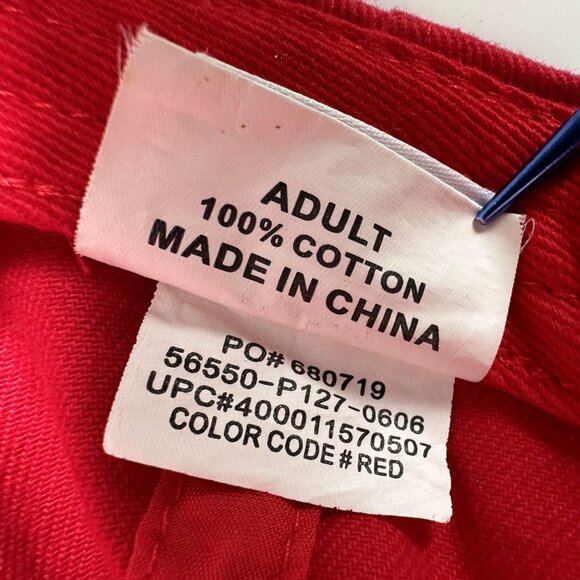 ADULT
100% COTTON
MADE IN CHINA
PO# 680719
56550-P127-0606
UPC#400011570507
COLOR CODE # RED